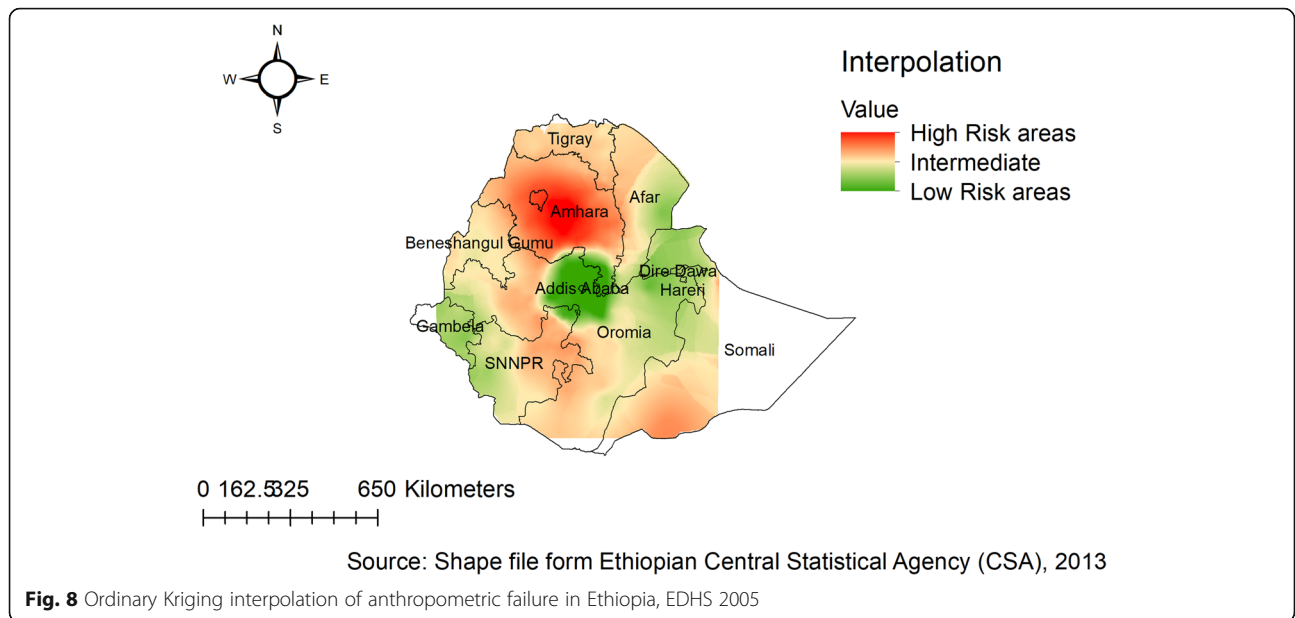 N
W E
S
Interpolation
Value
High Risk areas
Intermediate
Low Risk areas
Tigray
Afar
Amhara
Beneshangul Gumu
Dire Dawa
Addis Ababa
Hareri
Gambela
Oromia
Somali
SNNPR
0 162.5325 650 Kilometers
Source: Shape file form Ethiopian Central Statistical Agency (CSA), 2013
Fig. 8 Ordinary Kriging interpolation of anthropometric failure in Ethiopia, EDHS 2005